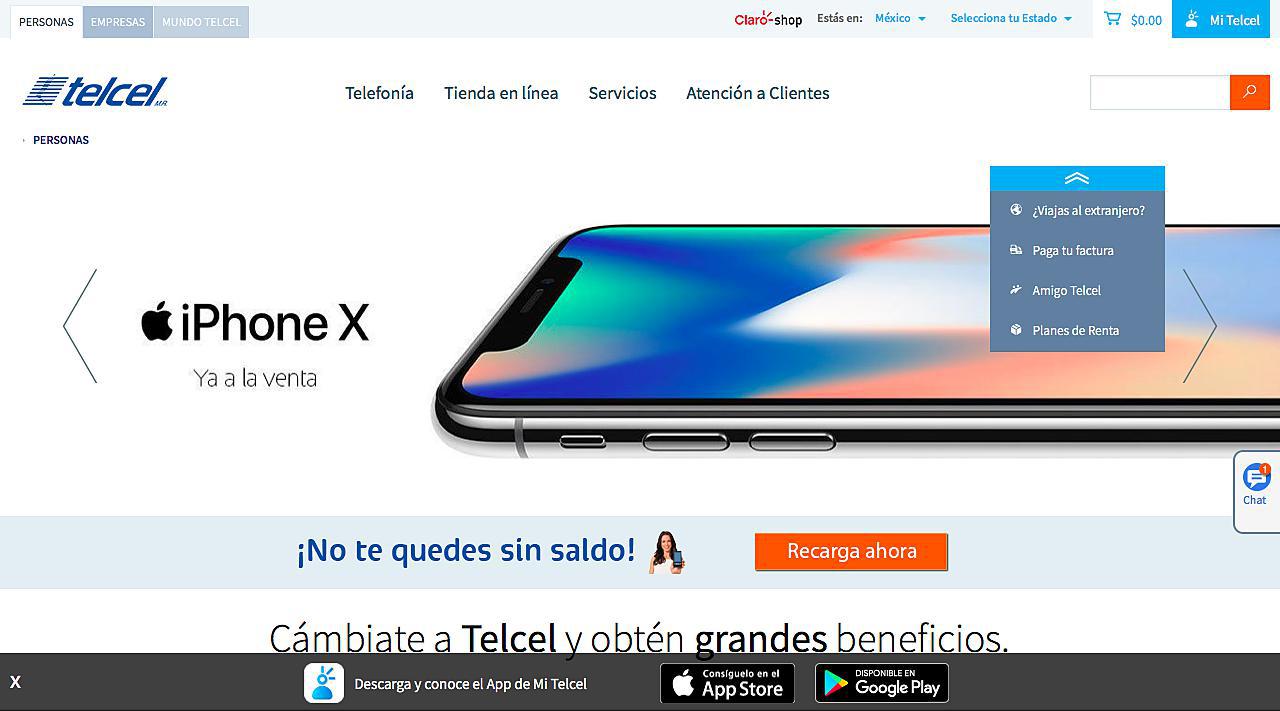 PERSONAS EMPRESAS MUNDO TELCEL Claro-shop Estás en: México Selecciona tu Estado $0.00 Mi Telcel
telcel M.R. Telefonía Tienda en línea Servicios Atención a Clientes
PERSONAS
¿Viajas al extranjero?
Paga tu factura
Amigo Telcel
Planes de Renta
iPhone X
Ya a la venta
1
Chat
¡No te quedes sin saldo! Recarga ahora
Cámbiate a Telcel y obtén grandes beneficios.
X Descarga y conoce el App de Mi Telcel
Consíguelo en el
App Store
DISPONIBLE EN
Google Play